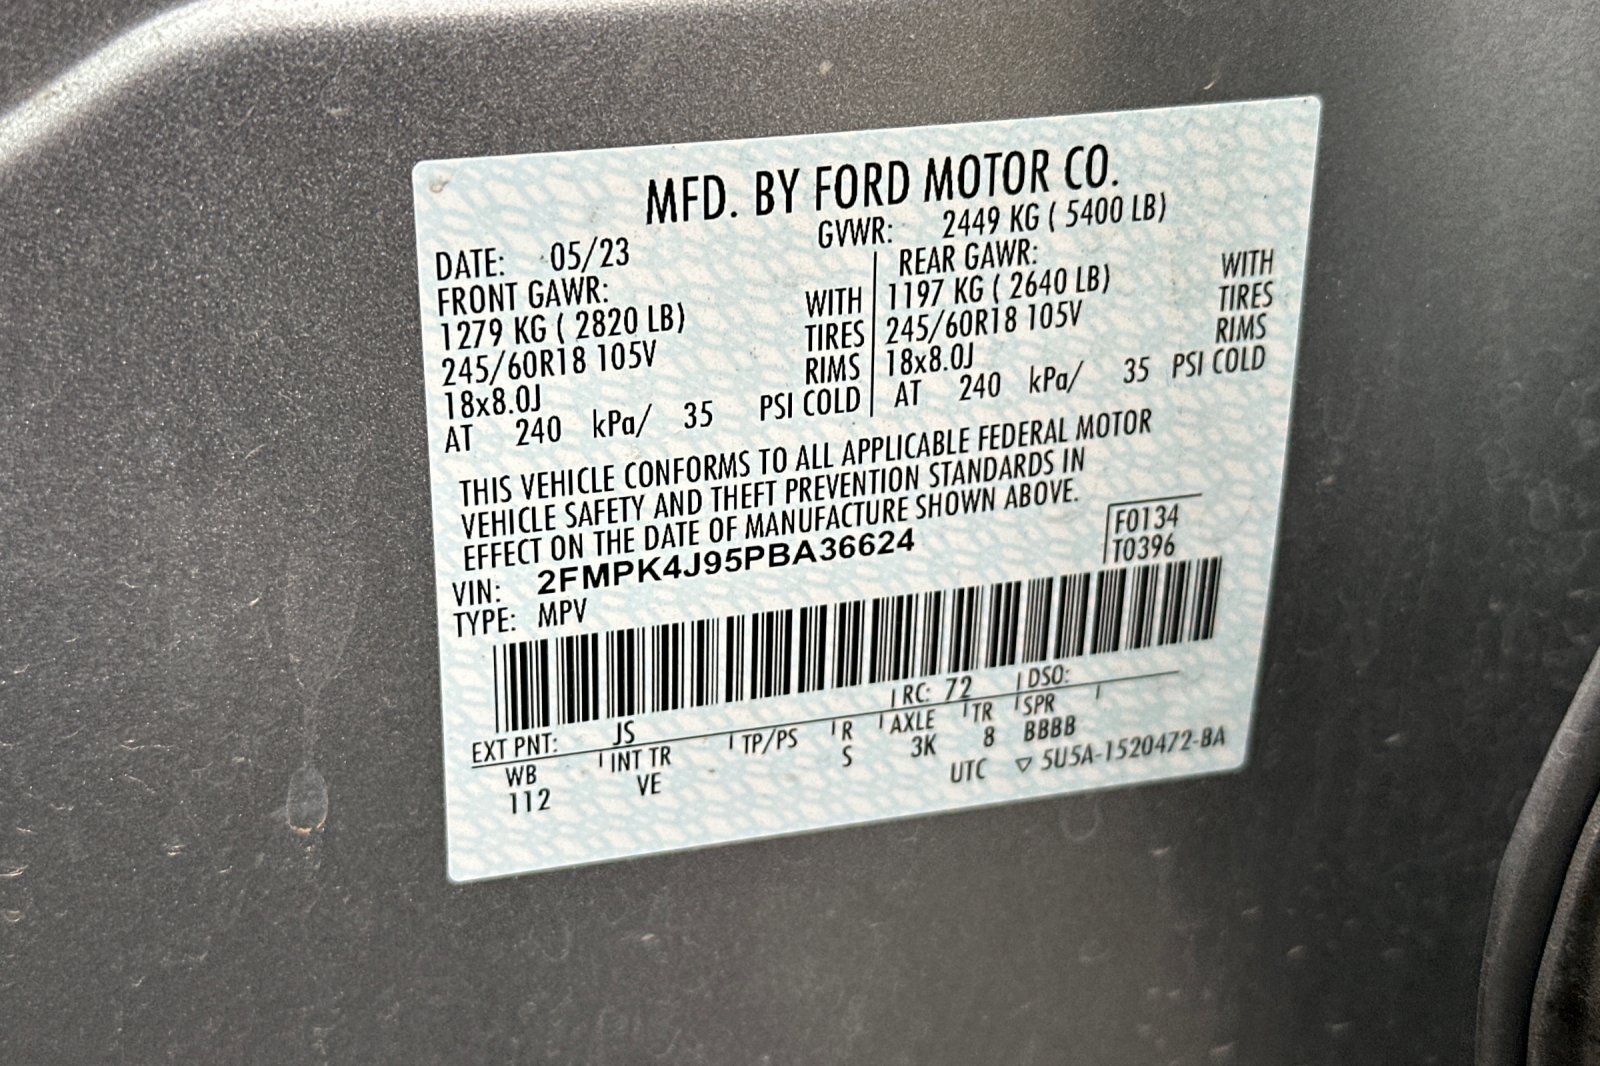 MFD. BY FORD MOTOR CO.
DATE: 05/23 GVWR: 2449 KG ( 5400 LB)
FRONT GAWR: REAR GAWR:
1279 KG ( 2820 LB) WITH 1197 KG ( 2640 LB) WITH
245/60R18 105V TIRES 245/60R18 105V TIRES
18x8.0J RIMS 18x8.0J RIMS
AT 240 kPa/ 35 PSI COLD AT 240 kPa/ 35 PSI COLD
THIS VEHICLE CONFORMS TO ALL APPLICABLE FEDERAL MOTOR
VEHICLE SAFETY AND THEFT PREVENTION STANDARDS IN
EFFECT ON THE DATE OF MANUFACTURE SHOWN ABOVE.
VIN: 2FMPK4J95PBA36624 F0134
TYPE: MPV T0396
EXT PNT: JS RC: 72 DSO:
WB INT TR TP/PS R AXLE TR SPR
112 VE S 3K 8 BBBB
UTC ▽ 5U5A-1520472-BA